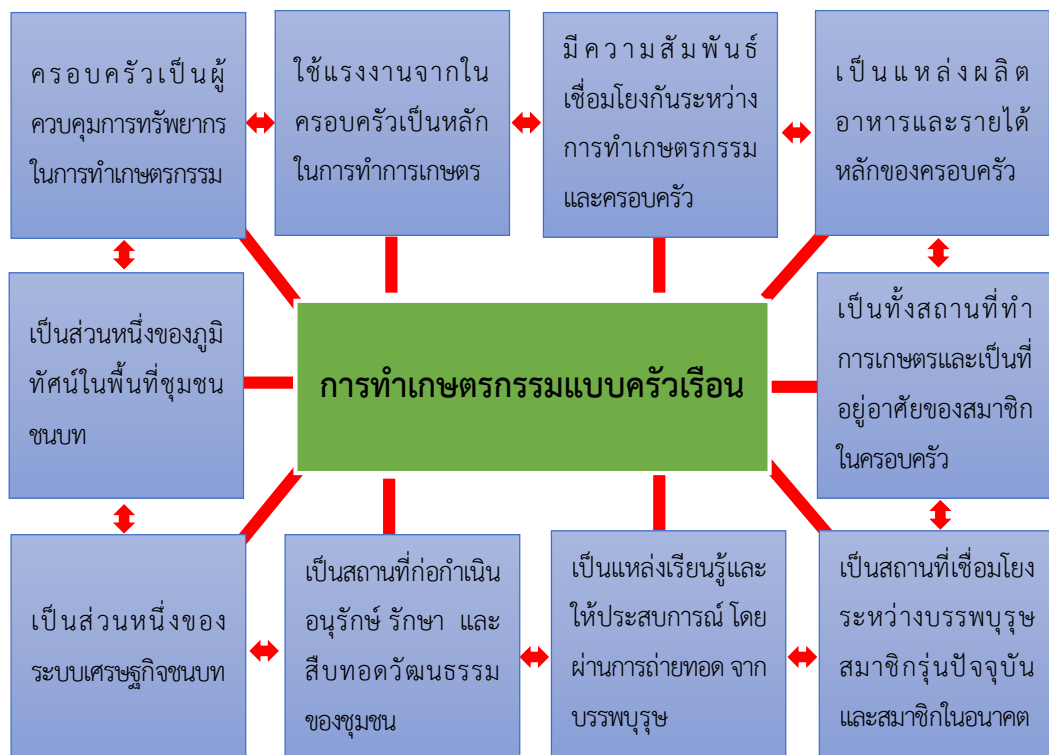 ครอบครัวเป็นผู้
ควบคุมการทรัพยากร
ในการทำเกษตรกรรม
ใช้แรงงานจากใน
ครอบครัวเป็นหลัก
ในการทำการเกษตร
มีความสัมพันธ์
เชื่อมโยงกันระหว่าง
การทำเกษตรกรรม
และครอบครัว
เป็นแหล่งผลิต
อาหารและรายได้
หลักของครอบครัว
เป็นส่วนหนึ่งของภูมิ
ทัศน์ในพื้นที่ชุมชน
ชนบท
การทำเกษตรกรรมแบบครัวเรือน
เป็นทั้งสถานที่ทำ
การเกษตรและเป็นที่
อยู่อาศัยของสมาชิก
ในครอบครัว
เป็นส่วนหนึ่งของ
ระบบเศรษฐกิจชนบท
เป็นสถานที่ก่อกำเนิน
อนุรักษ์ รักษา และ
สืบทอดวัฒนธรรม
ของชุมชน
เป็นแหล่งเรียนรู้และ
ให้ประสบการณ์ โดย
ผ่านการถ่ายทอด จาก
บรรพบุรุษ
เป็นสถานที่เชื่อมโยง
ระหว่างบรรพบุรุษ
สมาชิกรุ่นปัจจุบัน
และสมาชิกในอนาคต